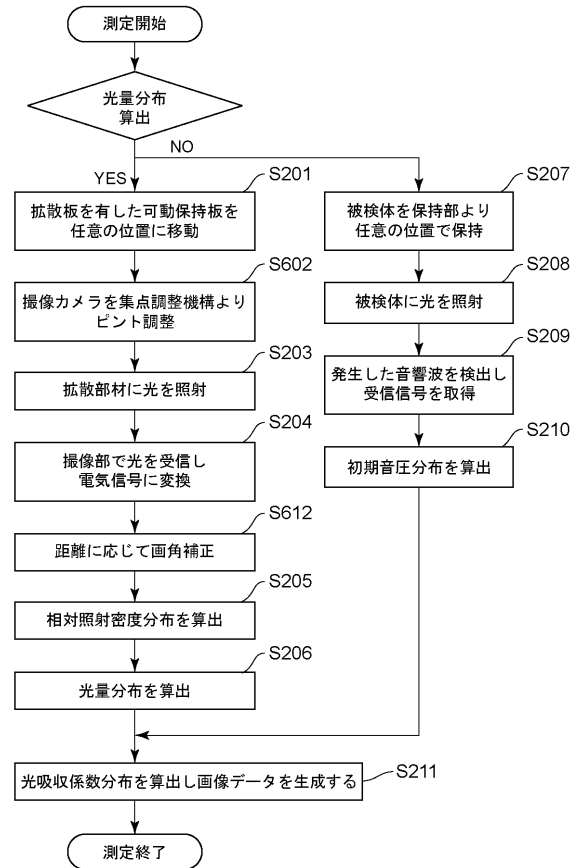 測定開始
光量分布
算出
NO
YES
S201
拡散板を有した可動保持板を
任意の位置に移動
S602
撮像カメラを集点調整機構より
ピント調整
S203
拡散部材に光を照射
S204
撮像部で光を受信し
電気信号に変換
S612
距離に応じて画角補正
S205
相対照射密度分布を算出
S206
光量分布を算出
S207
被検体を保持部より
任意の位置で保持
S208
被検体に光を照射
S209
発生した音響波を検出し
受信信号を取得
S210
初期音圧分布を算出
S211
光吸収係数分布を算出し画像データを生成する
測定終了